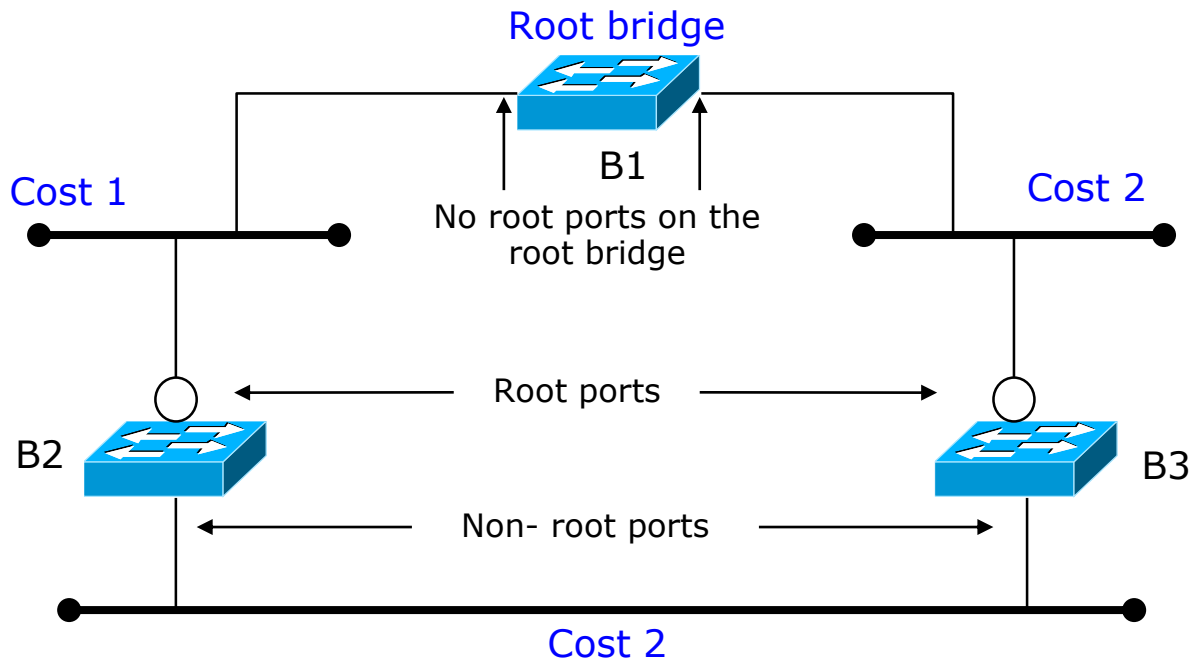 Root bridge
B1
Cost 1
Cost 2
No root ports on the
root bridge
Root ports
B2
B3
Non- root ports
Cost 2